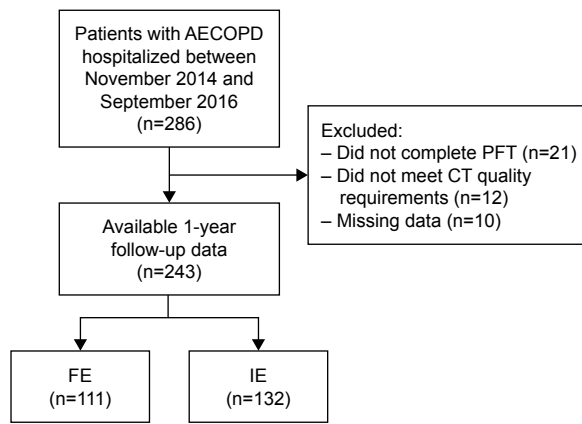 Patients with AECOPD
hospitalized between
November 2014 and
September 2016
(n=286)
Excluded:
– Did not complete PFT (n=21)
– Did not meet CT quality
requirements (n=12)
– Missing data (n=10)
Available 1-year
follow-up data
(n=243)
FE
(n=111)
IE
(n=132)